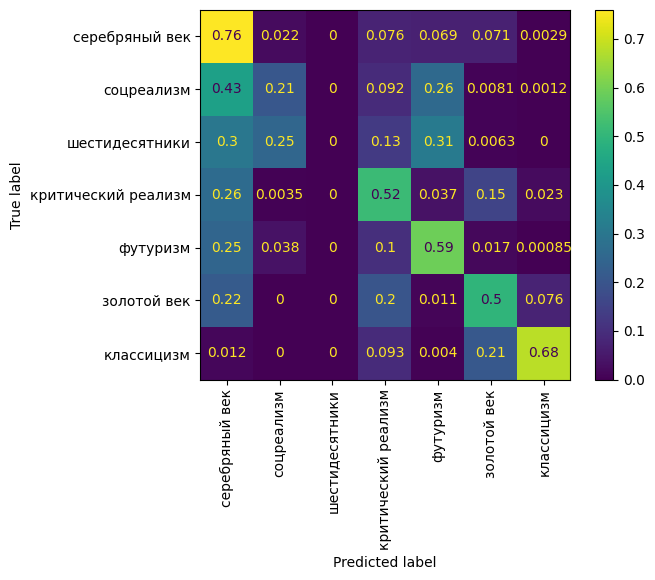 серебряный век 0.76 0.022 0 0.076 0.069 0.071 0.0029
соцреализм 0.43 0.21 0 0.092 0.26 0.0081 0.0012
шестидесятники 0.3 0.25 0 0.13 0.31 0.0063 0
критический реализм 0.26 0.0035 0 0.52 0.037 0.15 0.023
футуризм 0.25 0.038 0 0.1 0.59 0.017 0.00085
золотой век 0.22 0 0 0.2 0.011 0.5 0.076
классицизм 0.012 0 0 0.093 0.004 0.21 0.68
True label
серебряный век
соцреализм
шестидесятники
критический реализм
футуризм
золотой век
классицизм
Predicted label
0.7
0.6
0.5
0.4
0.3
0.2
0.1
0.0